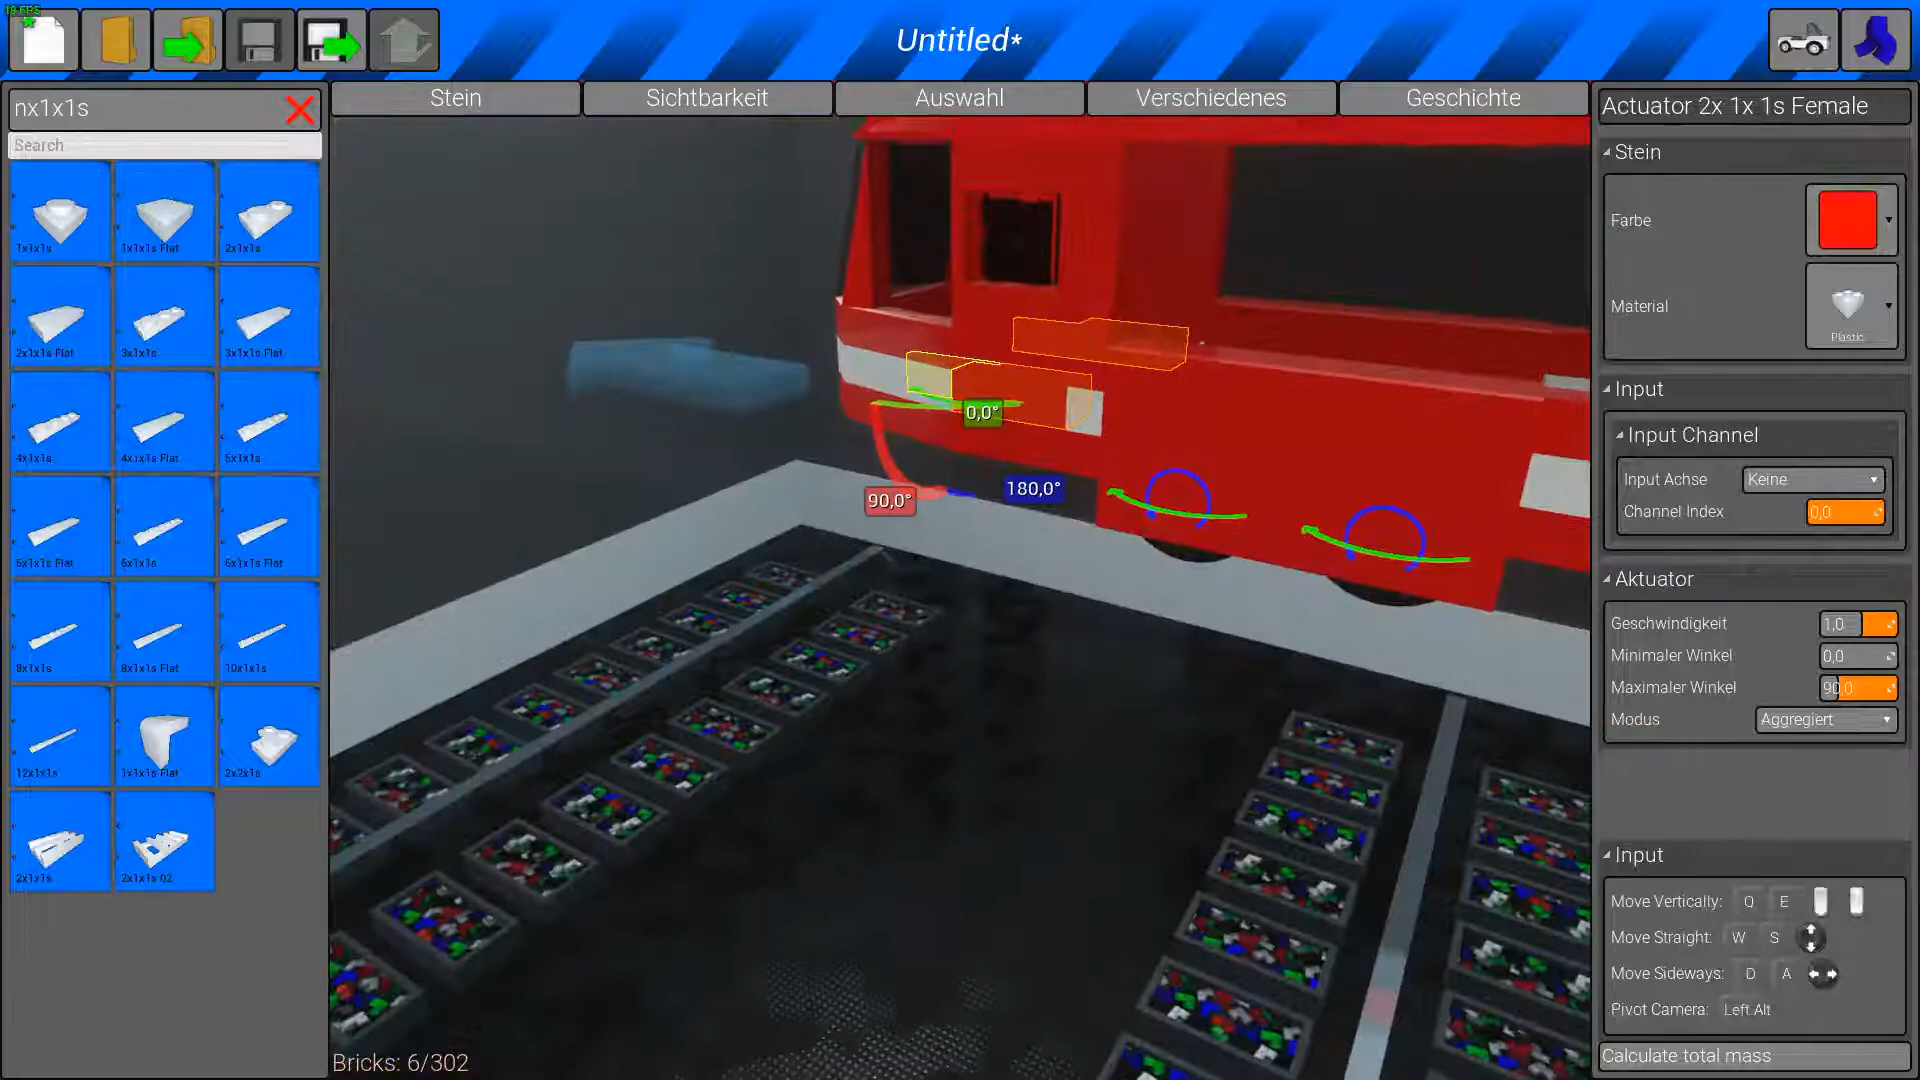 19 FPS
Untitled*
nx1x1s
Search
1x1x1s
1x1x1s Flat
2x1x1s
2x1x1s Flat
3x1x1s
3x1x1s Flat
4x1x1s
4x1x1s Flat
5x1x1s
5x1x1s Flat
6x1x1s
6x1x1s Flat
8x1x1s
8x1x1s Flat
10x1x1s
12x1x1s
1x1x1s Flat
2x2x1s
2x1x1s
2x1x1s 02
Stein
Sichtbarkeit
Auswahl
Verschiedenes
Geschichte
0,0°
90,0°
180,0°
Bricks: 6/302
Actuator 2x 1x 1s Female
Stein
Farbe
Material
Plastic
Input
Input Channel
Input Achse
Keine
Channel Index
0,0
Aktuator
Geschwindigkeit
1,0
Minimaler Winkel
0,0
Maximaler Winkel
90,0
Modus
Aggregiert
Input
Move Vertically: Q E
Move Straight: W S
Move Sideways: D A
Pivot Camera: Left Alt
Calculate total mass